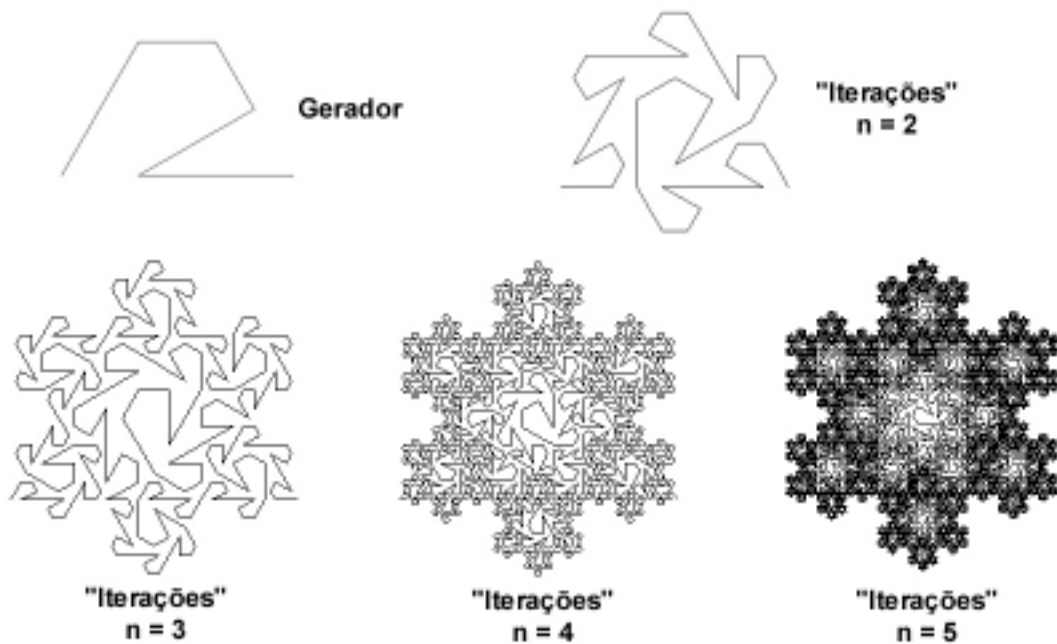 Gerador
"Iterações"
n = 2
"Iterações"
n = 3
"Iterações"
n = 4
"Iterações"
n = 5